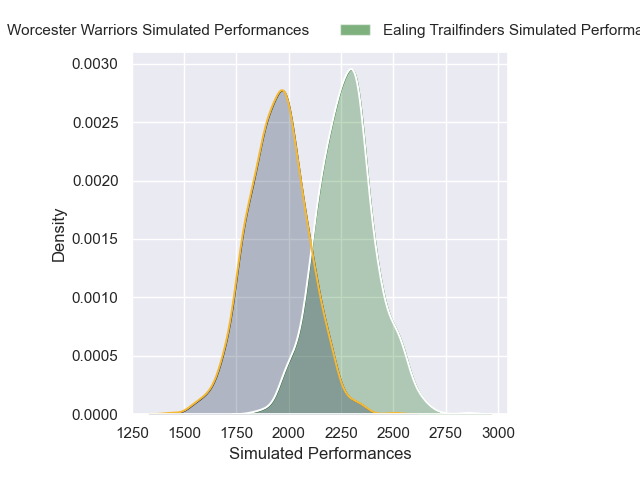 Worcester Warriors Simulated Performances
Ealing Trailfinders Simulated Performa
0.0030
0.0025
0.0020
0.0015
0.0010
0.0005
0.0000
Density
1250 1500 1750 2000 2250 2500 2750 3000
Simulated Performances